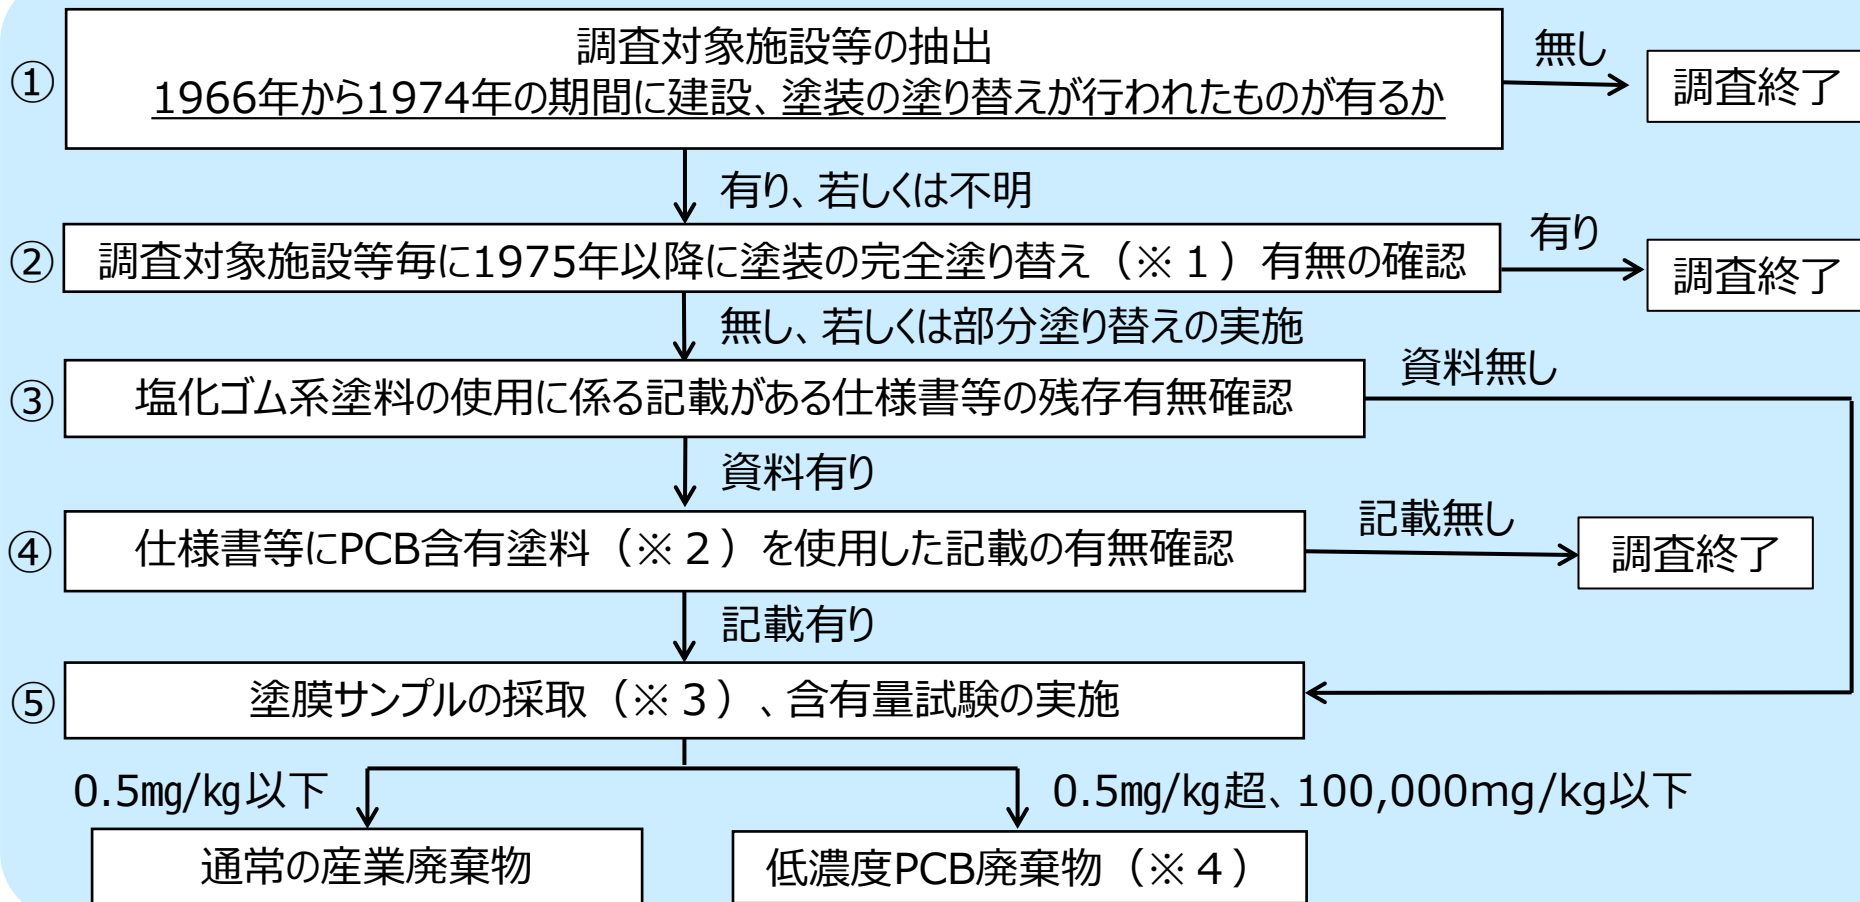 ①
調査対象施設等の抽出
1966年から1974年の期間に建設、塗装の塗り替えが行われたものが有るか
無し
調査終了
有り、若しくは不明
②
調査対象施設等毎に1975年以降に塗装の完全塗り替え（※１）有無の確認
有り
調査終了
無し、若しくは部分塗り替えの実施
③
塩化ゴム系塗料の使用に係る記載がある仕様書等の残存有無確認
資料無し
資料有り
④
仕様書等にPCB含有塗料（※２）を使用した記載の有無確認
記載無し
調査終了
記載有り
⑤
塗膜サンプルの採取（※３）、含有量試験の実施
0.5㎎/㎏以下
0.5㎎/㎏超、100,000mg/kg以下
通常の産業廃棄物
低濃度PCB廃棄物（※４）